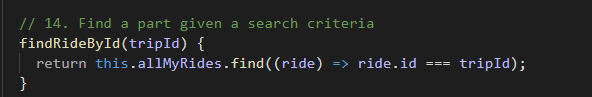 // 14. Find a part given a search criteria
findRideById(tripId) {
return this.allMyRides.find((ride) => ride.id === tripId);
}